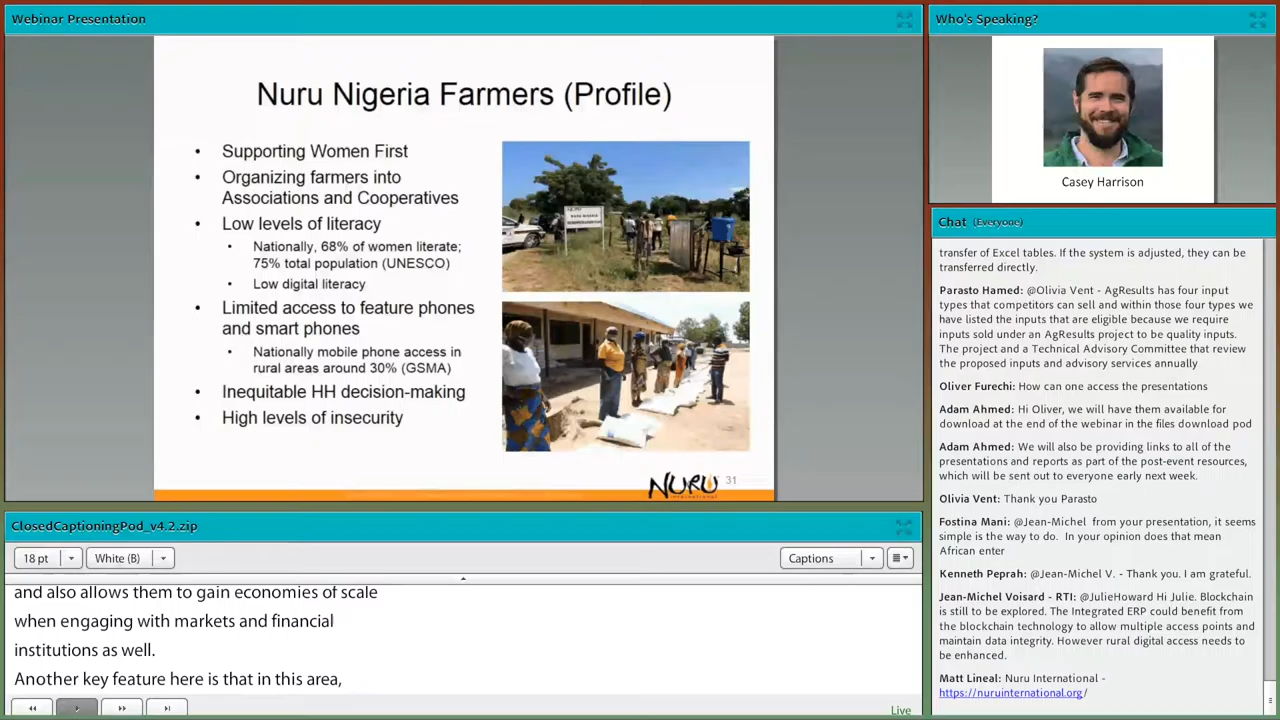 Webinar Presentation
Nuru Nigeria Farmers (Profile)
• Supporting Women First
• Organizing farmers into
Associations and Cooperatives
• Low levels of literacy
• Nationally, 68% of women literate;
75% total population (UNESCO)
• Low digital literacy
• Limited access to feature phones
and smart phones
• Nationally mobile phone access in
rural areas around 30% (GSMA)
• Inequitable HH decision-making
• High levels of insecurity
NURU
international
31
ClosedCaptioningPod_v4.2.zip
18 pt
White (B)
Captions
and also allows them to gain economies of scale
when engaging with markets and financial
institutions as well.
Another key feature here is that in this area,
Live
Who's Speaking?
Casey Harrison
Chat (Everyone)
transfer of Excel tables. If the system is adjusted, they can be
transferred directly.
Parasto Hamed: @Olivia Vent - AgResults has four input
types that competitors can sell and within those four types we
have listed the inputs that are eligible because we require
inputs sold under an AgResults project to be quality inputs.
The project and a Technical Advisory Committee that review
the proposed inputs and advisory services annually
Oliver Furechi: How can one access the presentations
Adam Ahmed: Hi Oliver, we will have them available for
download at the end of the webinar in the files download pod
Adam Ahmed: We will also be providing links to all of the
presentations and reports as part of the post-event resources,
which will be sent out to everyone early next week.
Olivia Vent: Thank you Parasto
Fostina Mani: @Jean-Michel from your presentation, it seems
simple is the way to do. In your opinion does that mean
African enter
Kenneth Peprah: @Jean-Michel V. - Thank you. I am grateful.
Jean-Michel Voisard - RTI: @JulieHoward Hi Julie. Blockchain
is still to be explored. The Integrated ERP could benefit from
the blockchain technology to allow multiple access points and
maintain data integrity. However rural digital access needs to
be enhanced.
Matt Lineal: Nuru International -
https://nuruinternational.org/